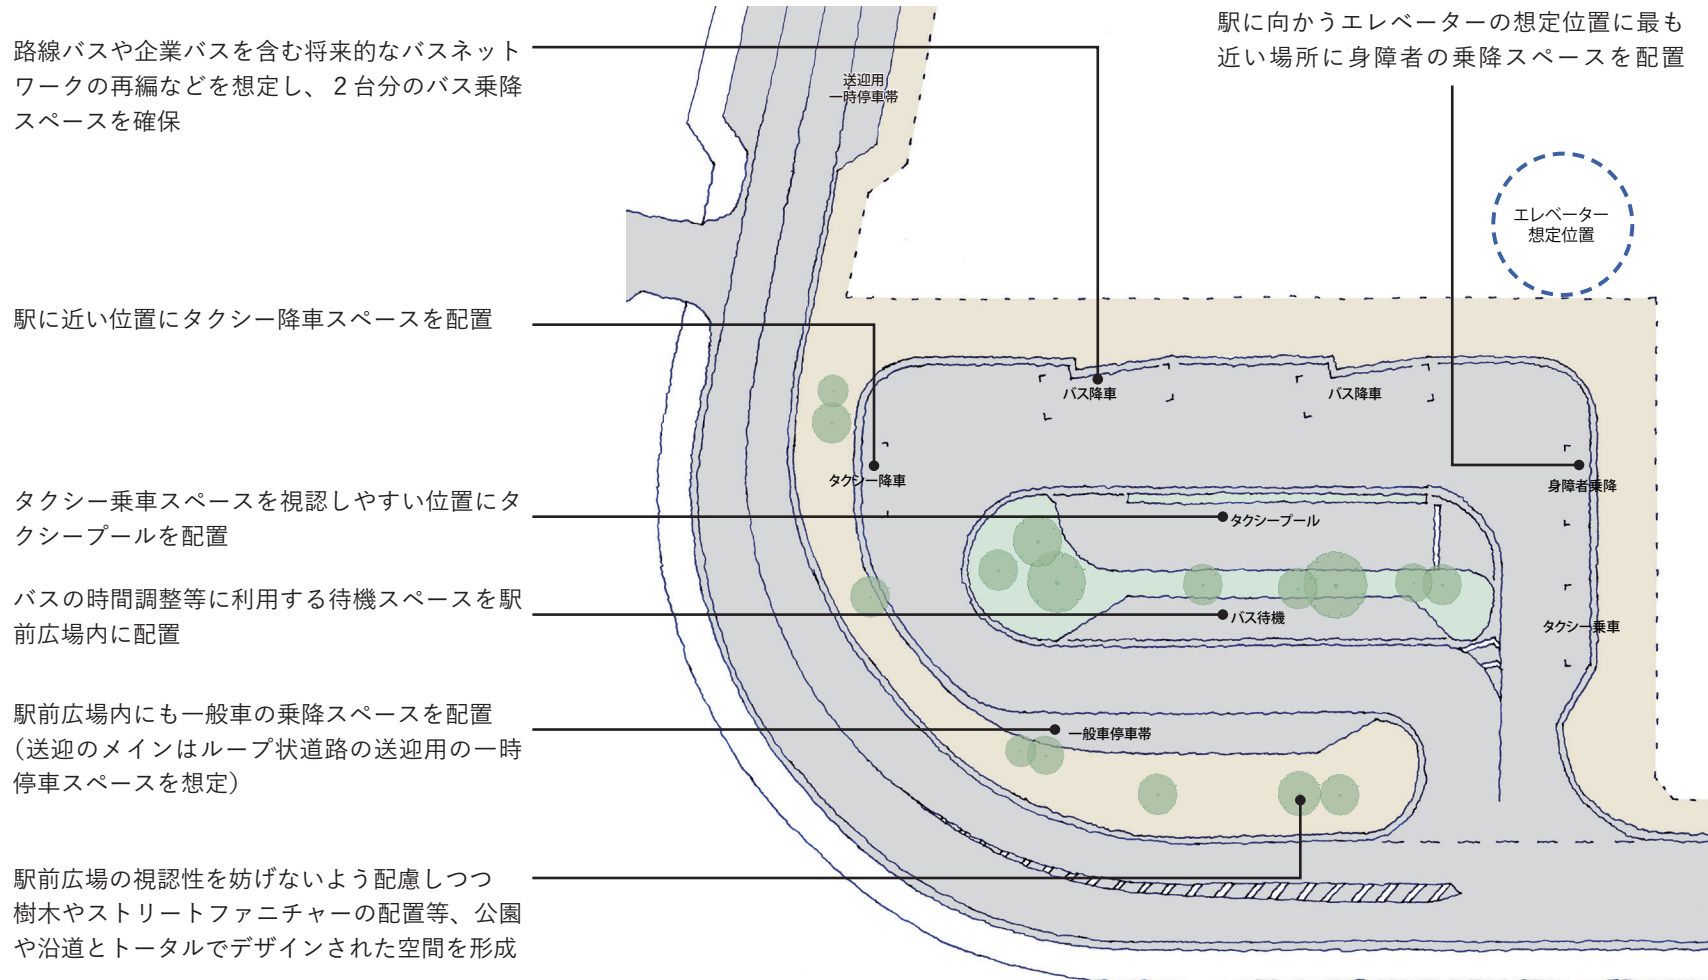 路線バスや企業バスを含む将来的なバスネット
ワークの再編などを想定し、２台分のバス乗降
スペースを確保
駅に向かうエレベーターの想定位置に最も
近い場所に身障者の乗降スペースを配置
送迎用
一時停車帯
エレベーター
想定位置
駅に近い位置にタクシー降車スペースを配置
バス降車
バス降車
タクシー降車
身障者乗降
タクシー乗車スペースを視認しやすい位置にタ
クシープールを配置
タクシープール
バスの時間調整等に利用する待機スペースを駅
前広場内に配置
バス待機
タクシー乗車
駅前広場内にも一般車の乗降スペースを配置
（送迎のメインはループ状道路の送迎用の一時
停車スペースを想定）
一般車停車帯
駅前広場の視認性を妨げないよう配慮しつつ
樹木やストリートファニチャーの配置等、公園
や沿道とトータルでデザインされた空間を形成